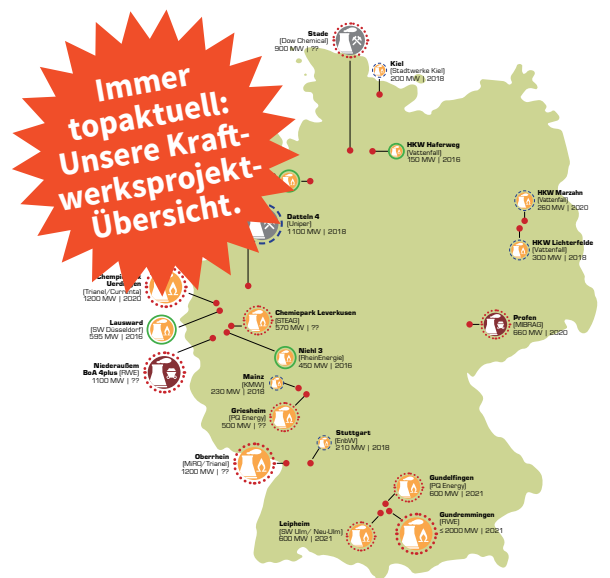 Stade
(Dow Chemical)
900 MW | ??
Kiel
(Stadtwerke Kiel)
200 MW | 2018
Immer
topaktuell:
Unsere Kraft-
werksprojekt-
Übersicht.
HKW Haferweg
(Vattenfall)
150 MW | 2016
HKW Marzahn
(Vattenfall)
260 MW | 2020
Datteln 4
(Uniper)
1100 MW | 2018
HKW Lichterfelde
(Vattenfall)
300 MW | 2018
(Trianel/Currenta)
1200 MW | 2020
Chemiepark Leverkusen
(STEAG)
570 MW | ??
Profen
(MIBRAG)
660 MW | 2020
Lausward
(SW Düsseldorf)
595 MW | 2016
Niehl 3
(RheinEnergie)
450 MW | 2016
Niederaußem
BoA 4plus (RWE)
1100 MW | ??
Mainz
(KMW)
230 MW | 2018
Griesheim
(PQ Energy)
500 MW | ??
Stuttgart
(EnbW)
210 MW | 2018
Oberrhein
(MiRO/Trianel)
1200 MW | ??
Gundelfingen
(PQ Energy)
600 MW | 2021
Leipheim
(SW Ulm/ Neu-Ulm)
600 MW | 2021
Gundremmingen
(RWE)
≤ 2000 MW | 2021